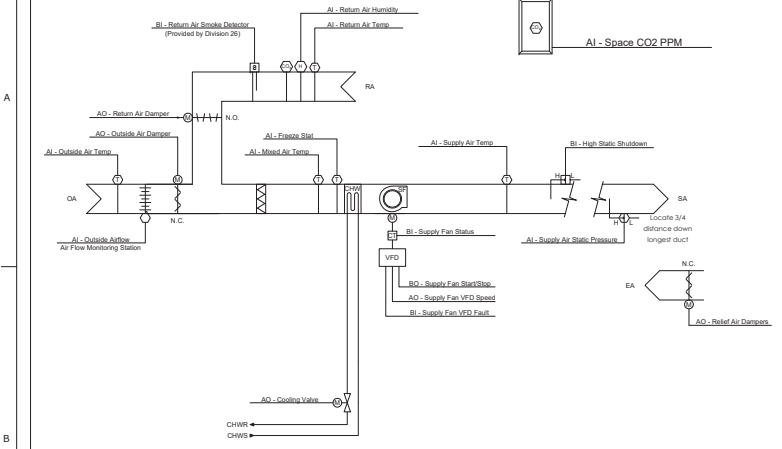 AI - Return Air Humidity
BI - Return Air Smoke Detector
(Provided by Division 26)
AI - Return Air Temp
CO₂
AI - Space CO2 PPM
8
CO₂
H
T
RA
A
AO - Return Air Damper
M
N.O.
AO - Outside Air Damper
AI - Freeze Stat
AI - Outside Air Temp
AI - Mixed Air Temp
AI - Supply Air Temp
BI - High Static Shutdown
T
M
T
T
T
H
L
CHW
SF
OA
SA
N.C.
M
H
L
Locate 3/4
distance down
longest duct
AI - Outside Airflow
Air Flow Monitoring Station
CT
BI - Supply Fan Status
AI - Supply Air Static Pressure
VFD
N.C.
BO - Supply Fan Start/Stop
EA
AO - Supply Fan VFD Speed
M
BI - Supply Fan VFD Fault
AO - Relief Air Dampers
AO - Cooling Valve
M
CHWR
CHWS
B